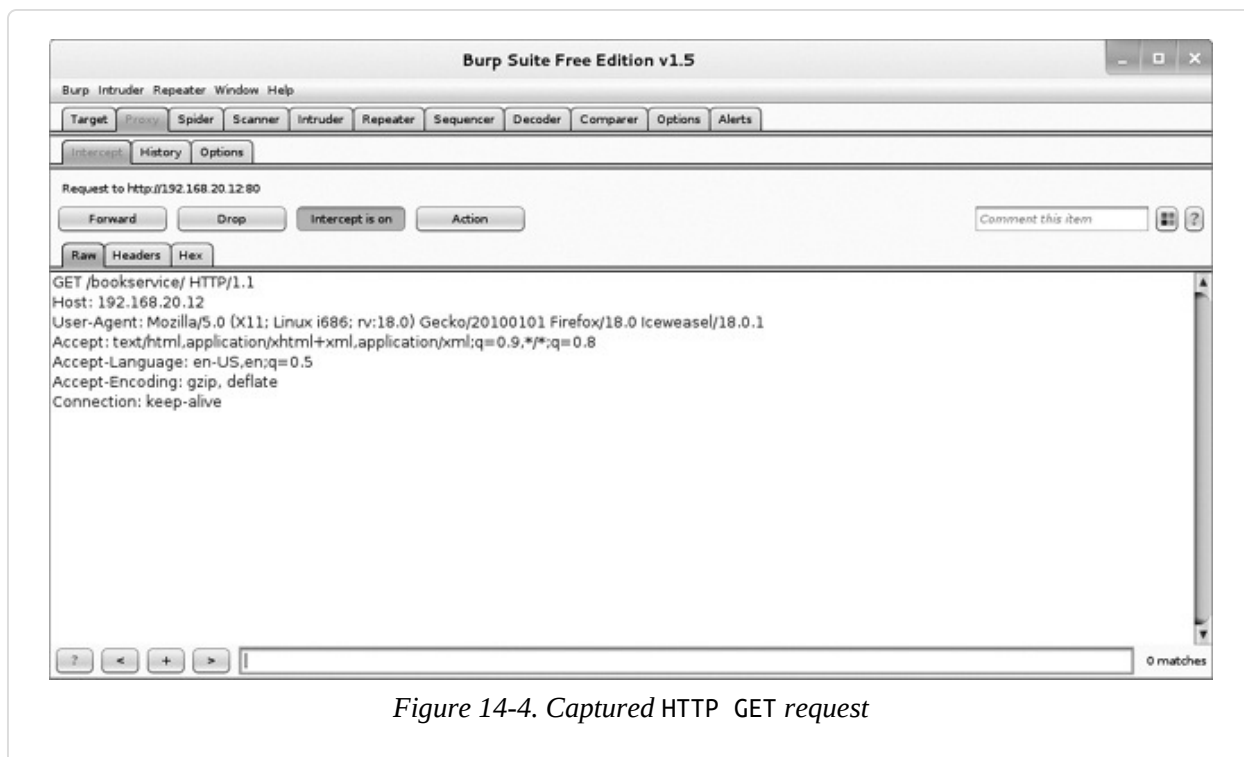 Burp Suite Free Edition v1.5
Burp Intruder Repeater Window Help
Target Proxy Spider Scanner Intruder Repeater Sequencer Decoder Comparer Options Alerts
Intercept History Options
Request to http://192.168.20.12:80
Forward Drop Intercept is on Action Comment this item ?
Raw Headers Hex
GET /bookservice/ HTTP/1.1
Host: 192.168.20.12
User-Agent: Mozilla/5.0 (X11; Linux i686; rv:18.0) Gecko/20100101 Firefox/18.0 Iceweasel/18.0.1
Accept: text/html,application/xhtml+xml,application/xml;q=0.9,*/*;q=0.8
Accept-Language: en-US,en;q=0.5
Accept-Encoding: gzip, deflate
Connection: keep-alive
? < + > 0 matches
Figure 14-4. Captured HTTP GET request